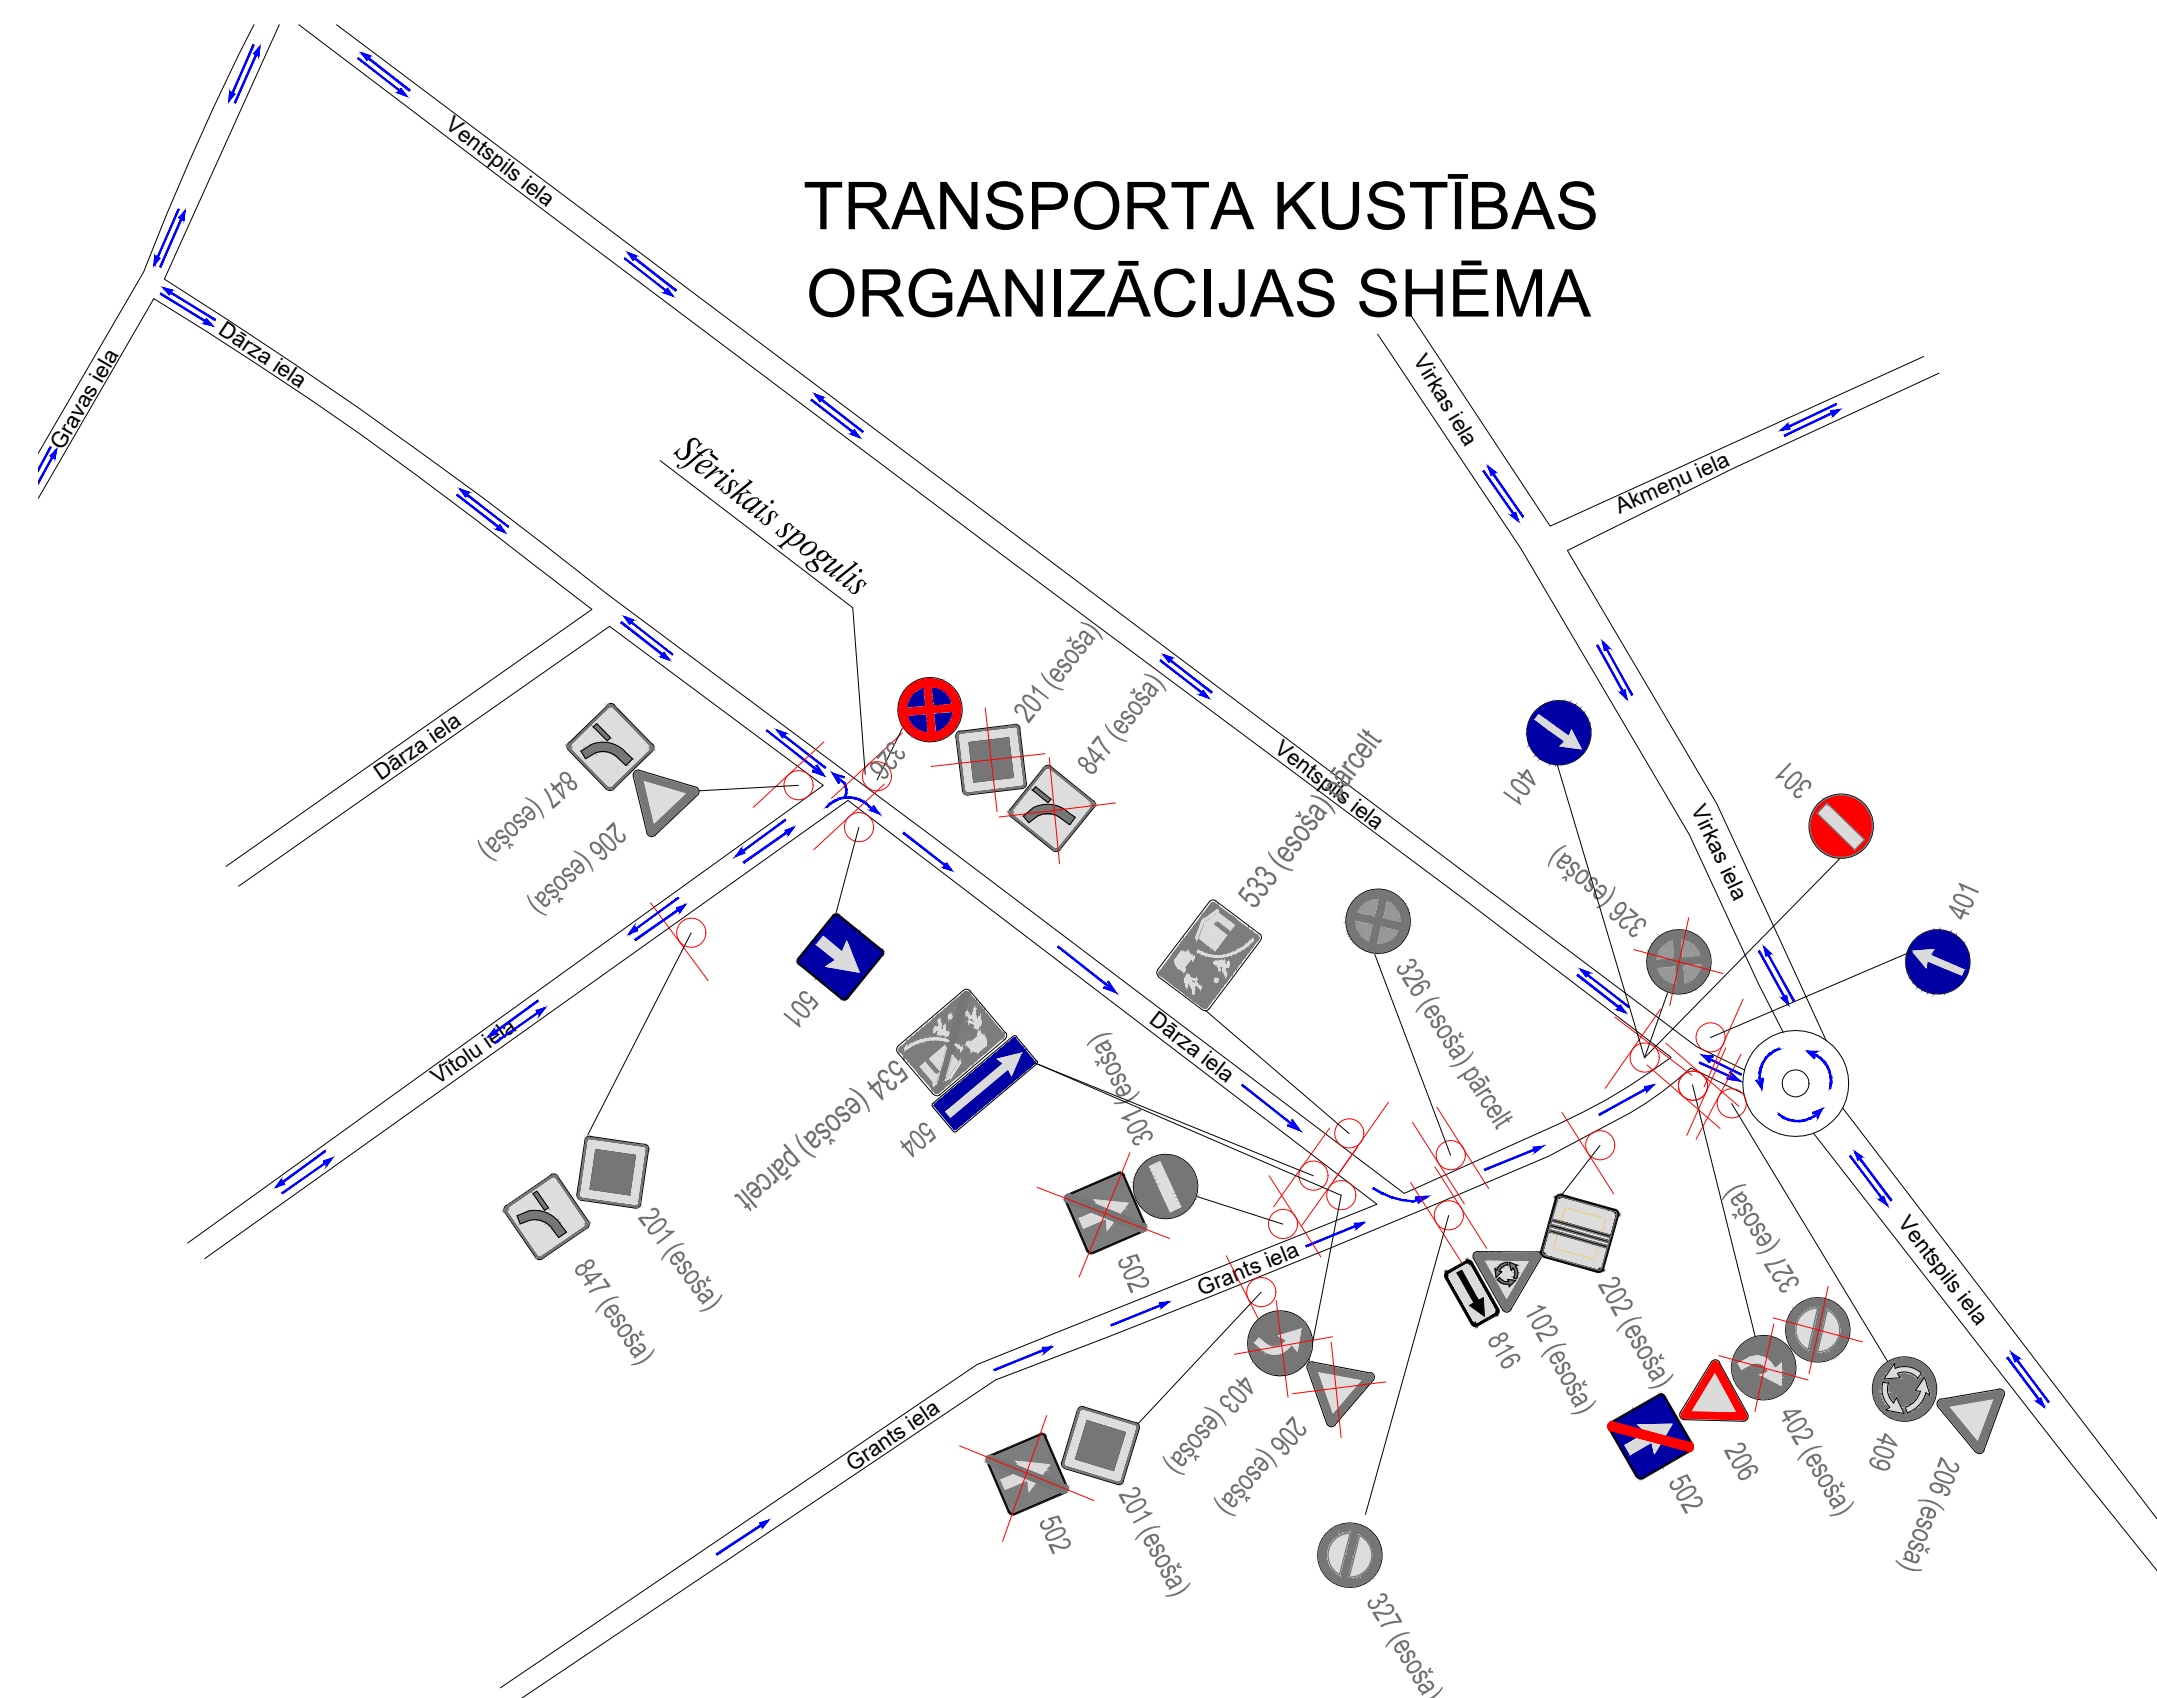 TRANSPORTA KUSTĪBAS
ORGANIZĀCIJAS SHĒMA
Ventspils iela
Dārza iela
Gravas iela
Virkas iela
Akmeņu iela
Sfēriskais spogulis
201 (esoša)
847 (esoša)
326
Dārza iela
847 (esoša)
206 (esoša)
533 (esoša) pārcelt
Ventspils iela
401
301
326 (esoša)
Virkas iela
401
501
326 (esoša) pārcelt
Vītolu iela
Dārza iela
534 (esoša) pārcelt
504
301 (esoša)
502
201 (esoša)
847 (esoša)
Grants iela
816
102 (esoša)
202 (esoša)
327 (esoša)
Ventspils iela
403 (esoša)
206 (esoša)
Grants iela
502
201 (esoša)
502
206
402 (esoša)
409
206 (esoša)
327 (esoša)